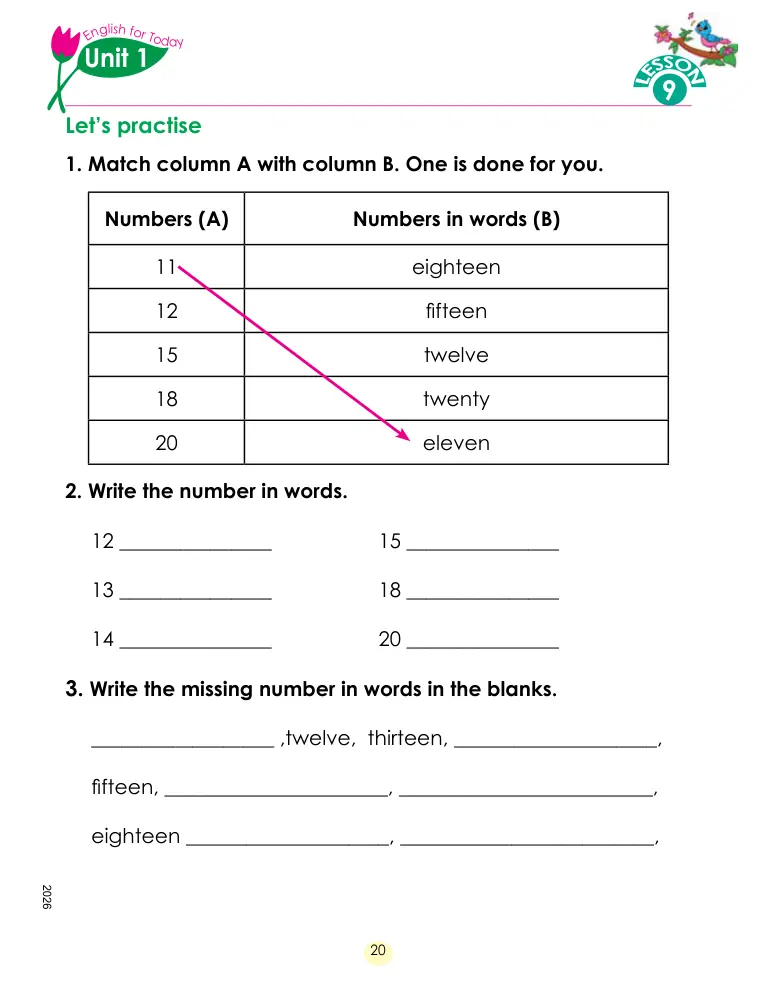 English for Today
Unit 1
LESSON
9
Let's practise
1. Match column A with column B. One is done for you.
Numbers (A) Numbers in words (B)
11 eighteen
12 fifteen
15 twelve
18 twenty
20 eleven
2. Write the number in words.
12 _______________ 15 _______________
13 _______________ 18 _______________
14 _______________ 20 _______________
3. Write the missing number in words in the blanks.
__________________ ,twelve, thirteen, ____________________,
fifteen, ______________________, _________________________,
eighteen ____________________, _________________________,
2026
20